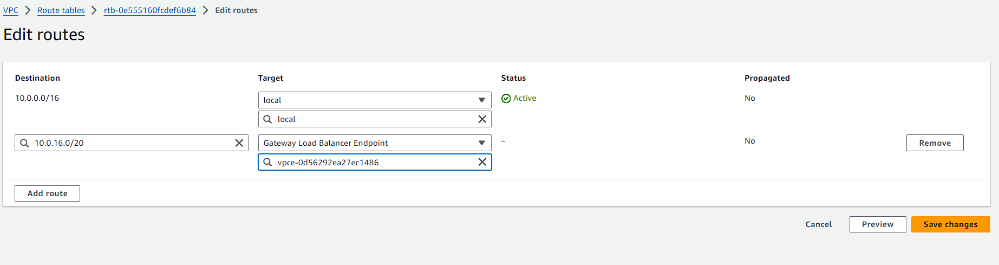 VPC > Route tables > rtb-0e555160fcdef6b84 > Edit routes
Edit routes
Destination Target Status Propagated
10.0.0.0/16 local Active No
local
10.0.16.0/20 Gateway Load Balancer Endpoint – No Remove
vpce-0d56292ea27ec1486
Add route
Cancel Preview Save changes